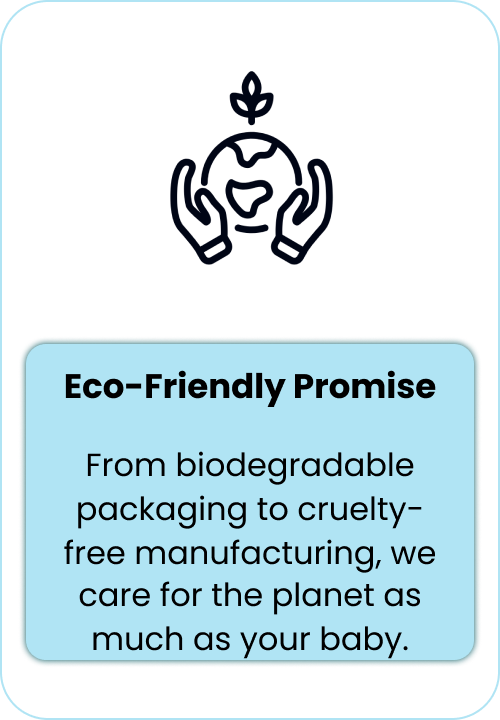 Eco-Friendly Promise
From biodegradable
packaging to cruelty-
free manufacturing, we
care for the planet as
much as your baby.